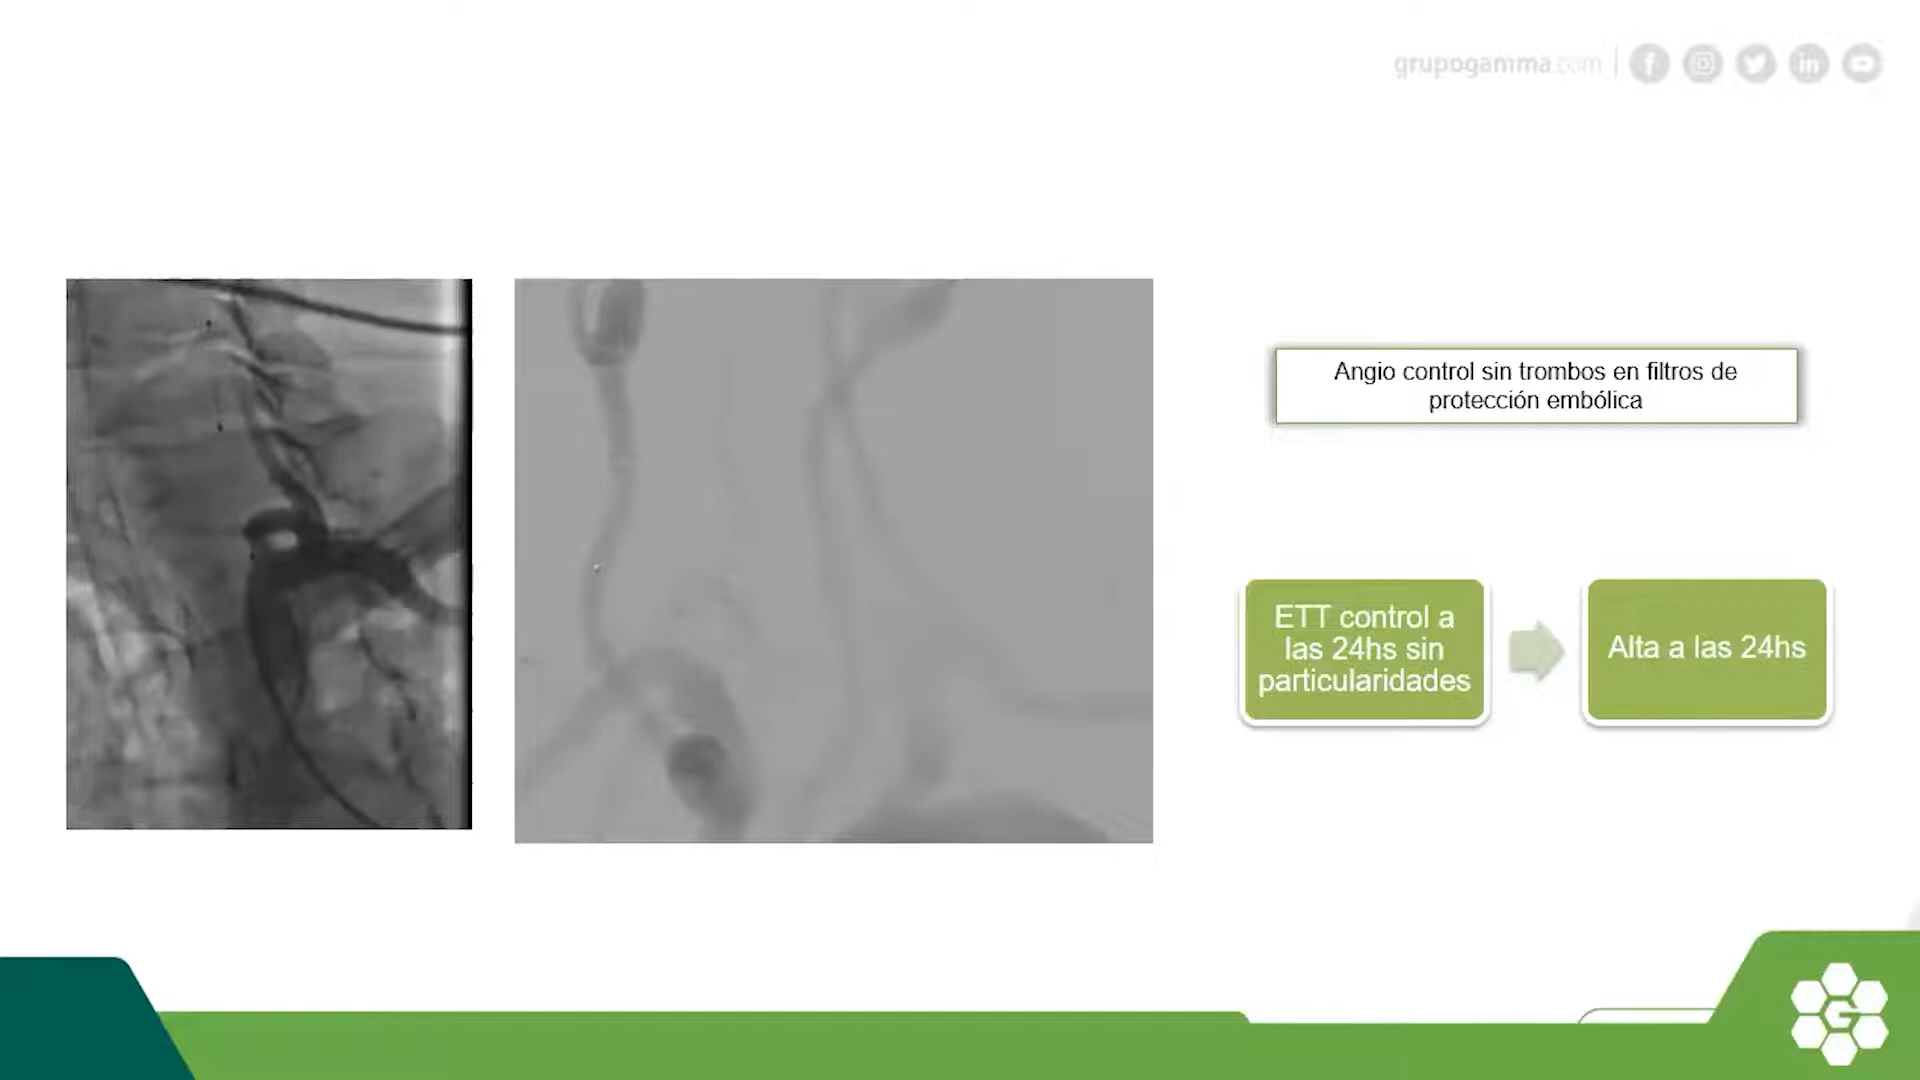 grupogamma.com
Angio control sin trombos en filtros de
protección embólica
ETT control a
las 24hs sin
particularidades
Alta a las 24hs